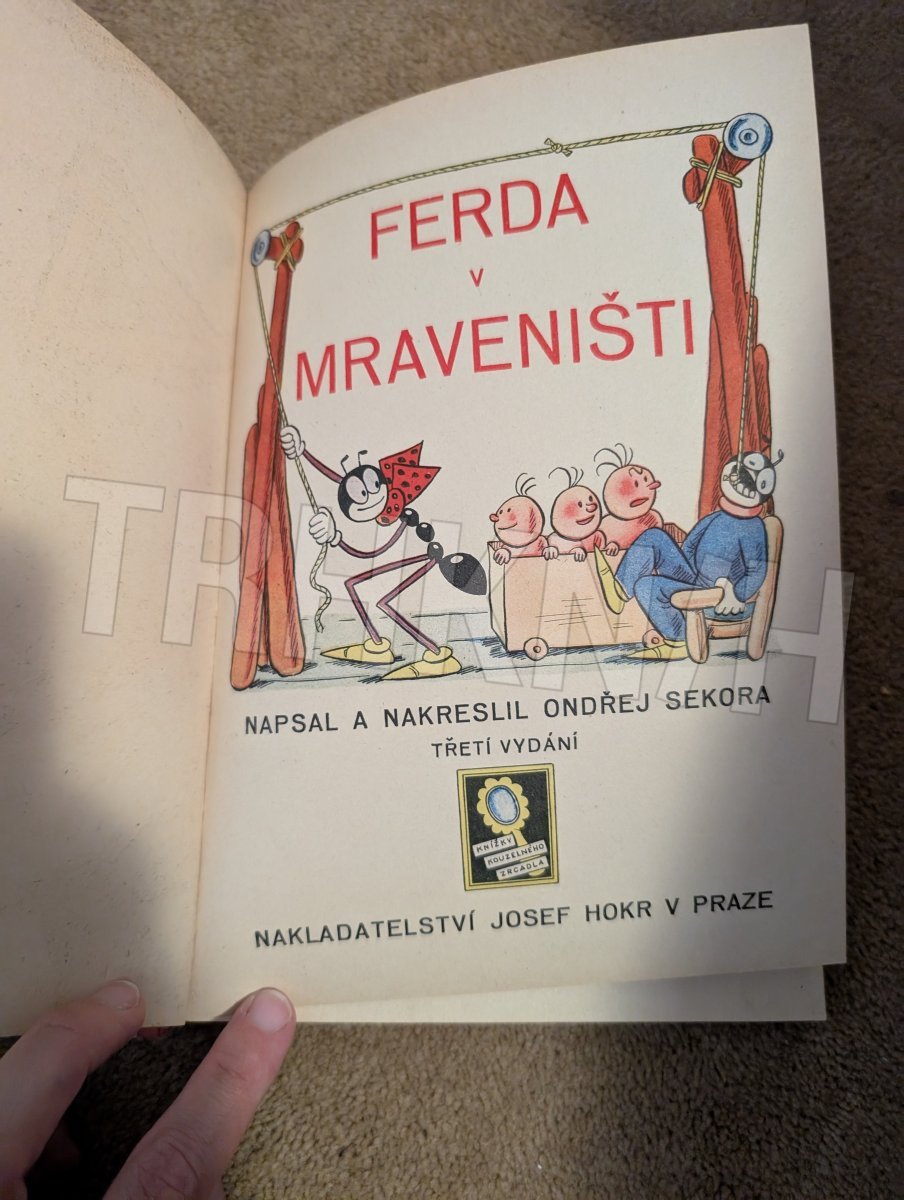 FERDA
V
MRAVENIŠTI
NAPSAL A NAKRESLIL ONDŘEJ SEKORA
TŘETÍ VYDÁNÍ
KNÍŽKY
KOUZELNÉHO
ZRCADLA
NAKLADATELSTVÍ JOSEF HOKR V PRAZE